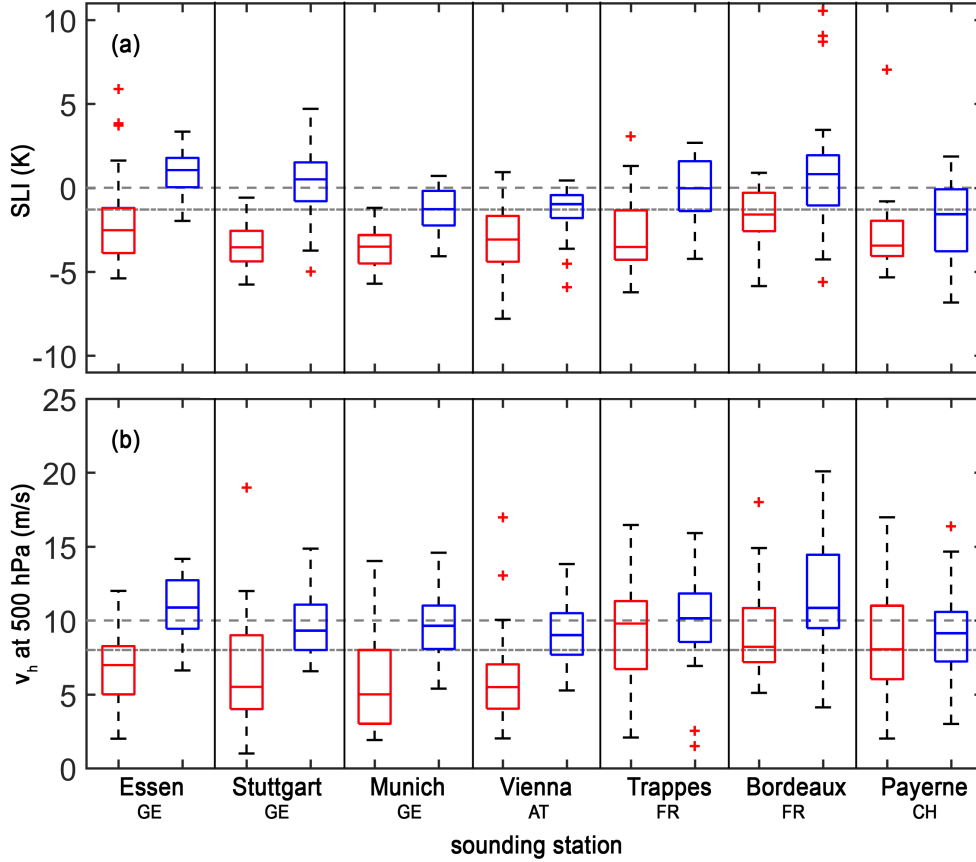 (a)
SLI (K)
10
5
0
-5
-10
(b)
v_h at 500 hPa (m/s)
25
20
15
10
5
0
Essen Stuttgart Munich Vienna Trappes Bordeaux Payerne
GE GE GE AT FR FR CH
sounding station